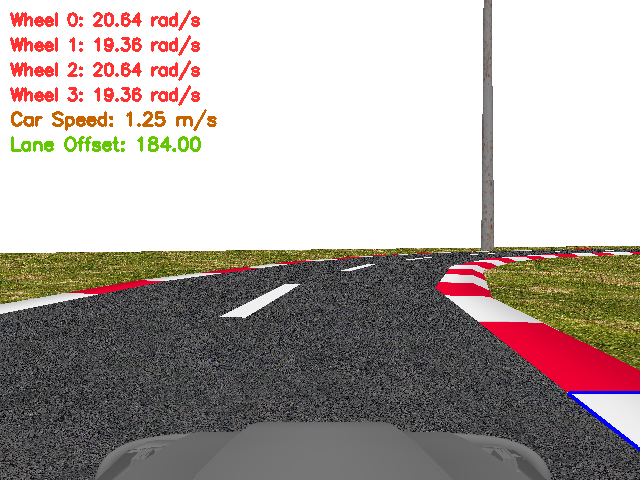 Wheel 0: 20.64 rad/s
Wheel 1: 19.36 rad/s
Wheel 2: 20.64 rad/s
Wheel 3: 19.36 rad/s
Car Speed: 1.25 m/s
Lane Offset: 184.00